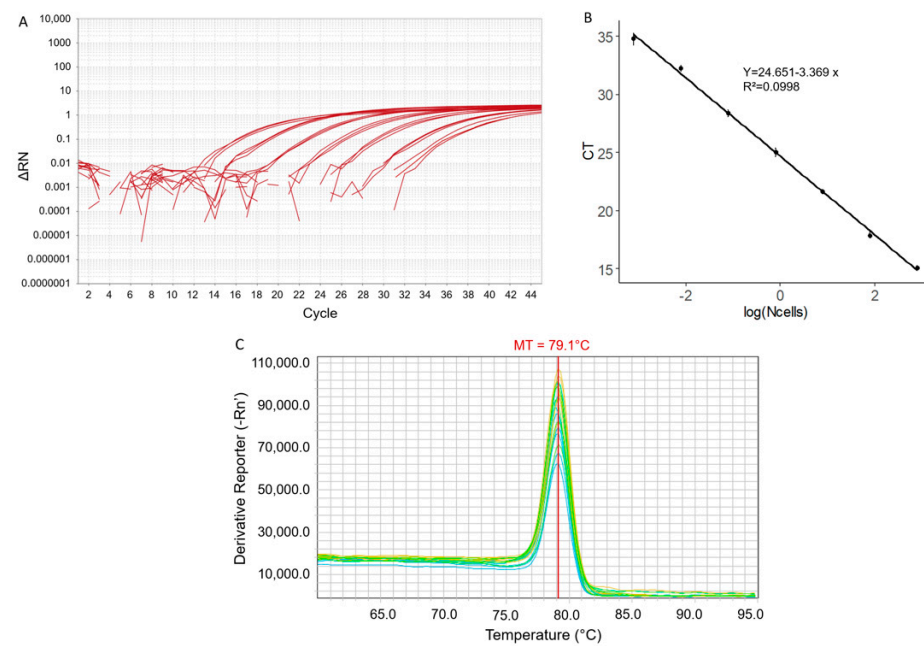 A
10,000
1000
100
10
1
0.1
0.01
0.001
0.0001
0.00001
0.0000001
ΔRN
2 4 6 8 10 12 14 16 18 20 22 24 26 28 30 32 34 36 38 40 42 44
Cycle
B
35
30
25
20
15
CT
Y=24.651-3.369 x
R²=0.0998
-2 0 2
log(Ncells)
C
MT = 79.1°C
110,000.0
90,000.0
70,000.0
50,000.0
30,000.0
10,000.0
Derivative Reporter (-Rn')
65.0 70.0 75.0 80.0 85.0 90.0 95.0
Temperature (°C)